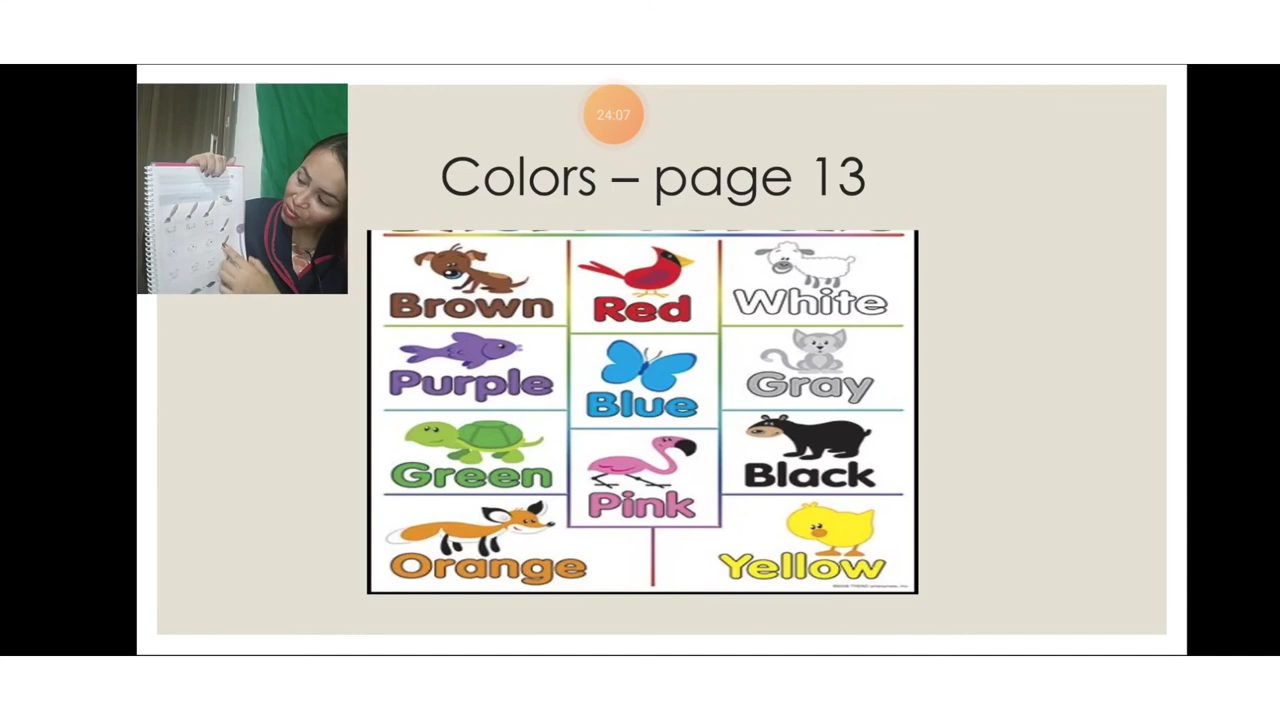 24:07
Colors – page 13
Brown
Red
White
Purple
Blue
Gray
Green
Pink
Black
Orange
Yellow